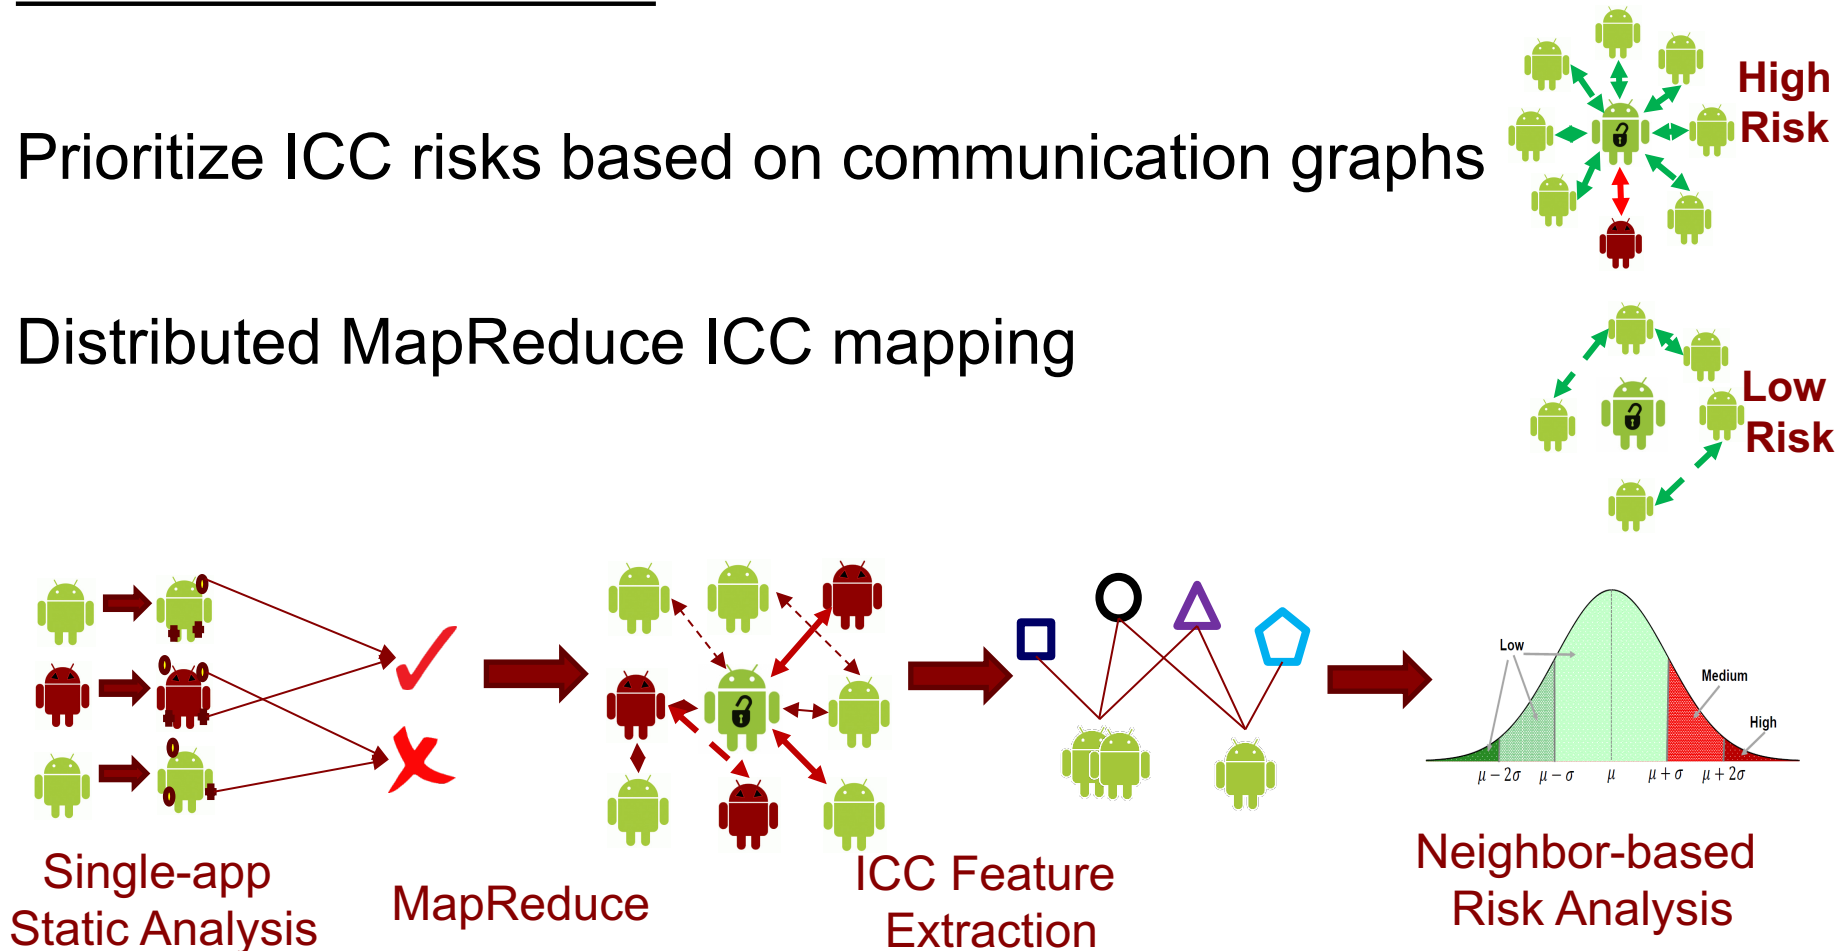 Prioritize ICC risks based on communication graphs
High
Risk
Distributed MapReduce ICC mapping
Low
Risk
Low
Medium
High
μ − 2σ μ − σ μ μ + σ μ + 2σ
Single-app
Static Analysis
MapReduce
ICC Feature
Extraction
Neighbor-based
Risk Analysis